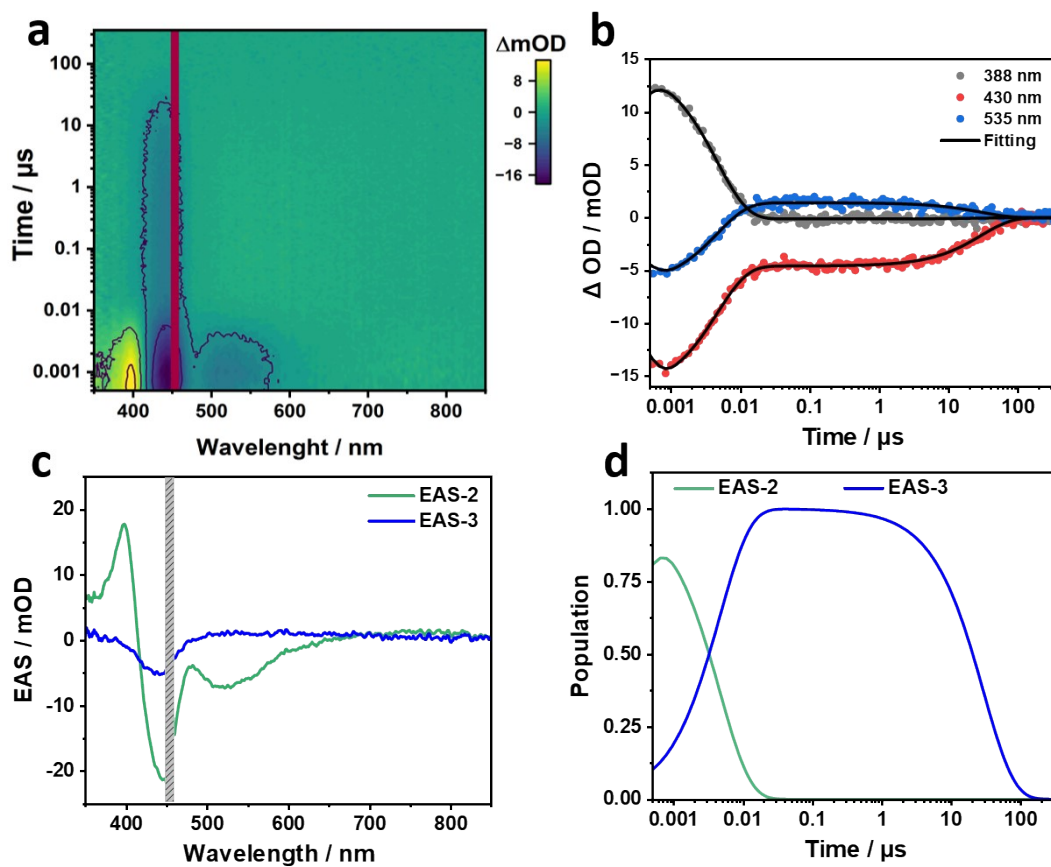 a
ΔmOD
100
10
1
0.1
0.01
0.001
Time / µs
8
0
−8
−16
400 500 600 700 800
Wavelenght / nm
b
15
10
5
0
-5
-10
-15
Δ OD / mOD
388 nm
430 nm
535 nm
Fitting
0.001 0.01 0.1 1 10 100
Time / µs
c
20
10
0
-10
-20
EAS / mOD
EAS-2
EAS-3
400 500 600 700 800
Wavelength / nm
d
EAS-2 EAS-3
1.00
0.75
0.50
0.25
0.00
Population
0.001 0.01 0.1 1 10 100
Time / µs